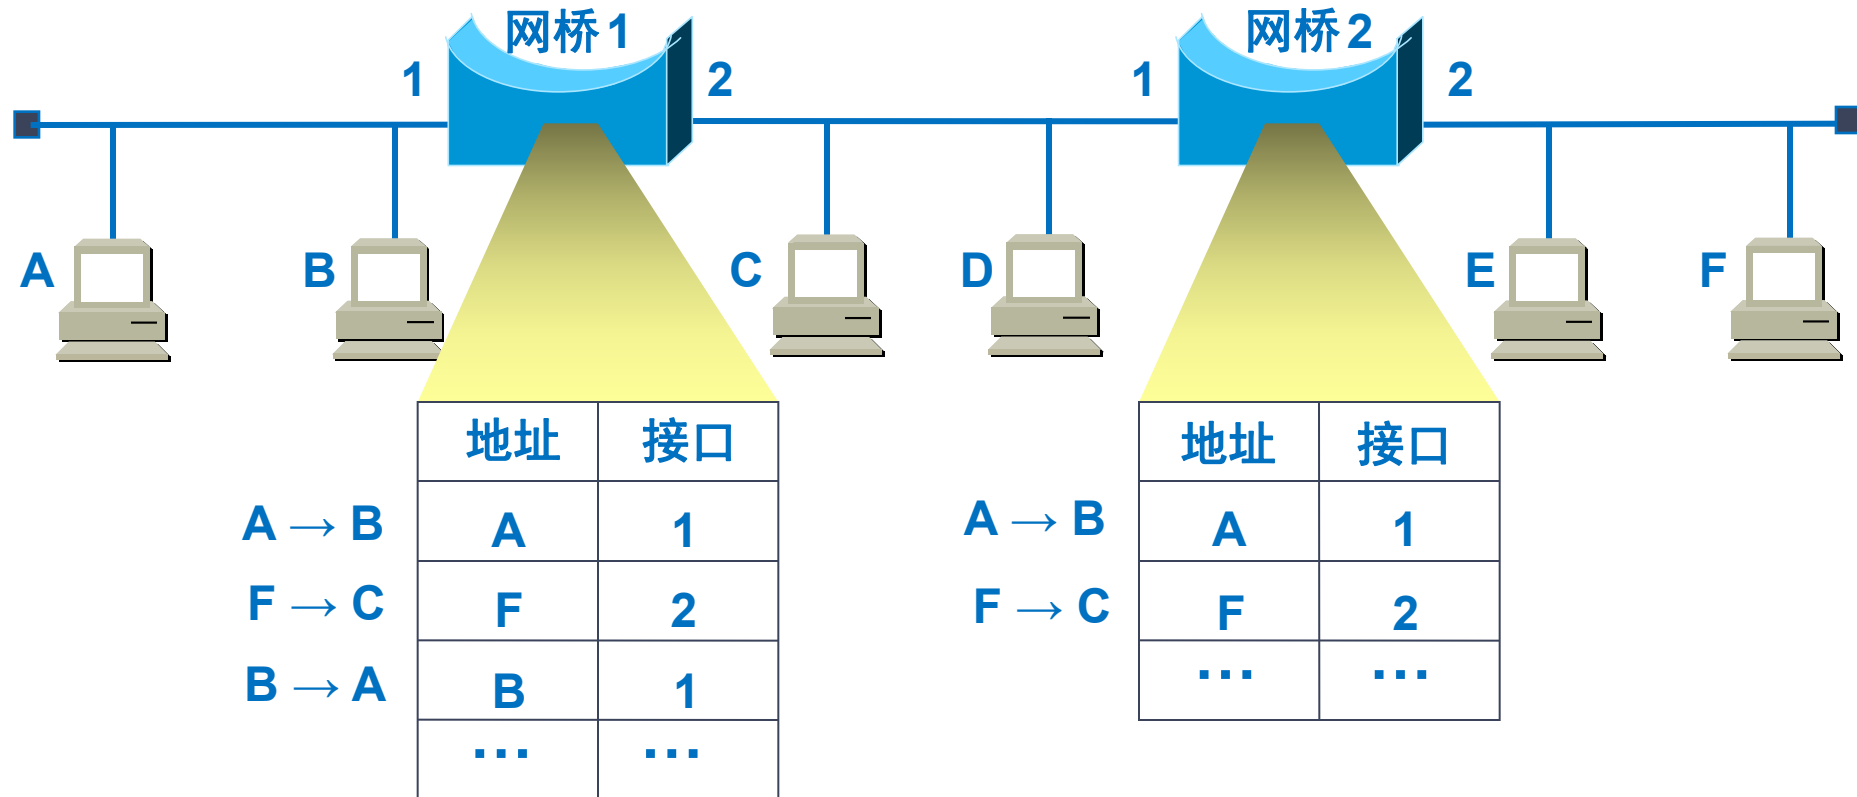 网桥 1
网桥 2
1
2
1
2
A
B
C
D
E
F
地址 接口
A → B A 1
F → C F 2
B → A B 1
... ...
地址 接口
A → B A 1
F → C F 2
... ...